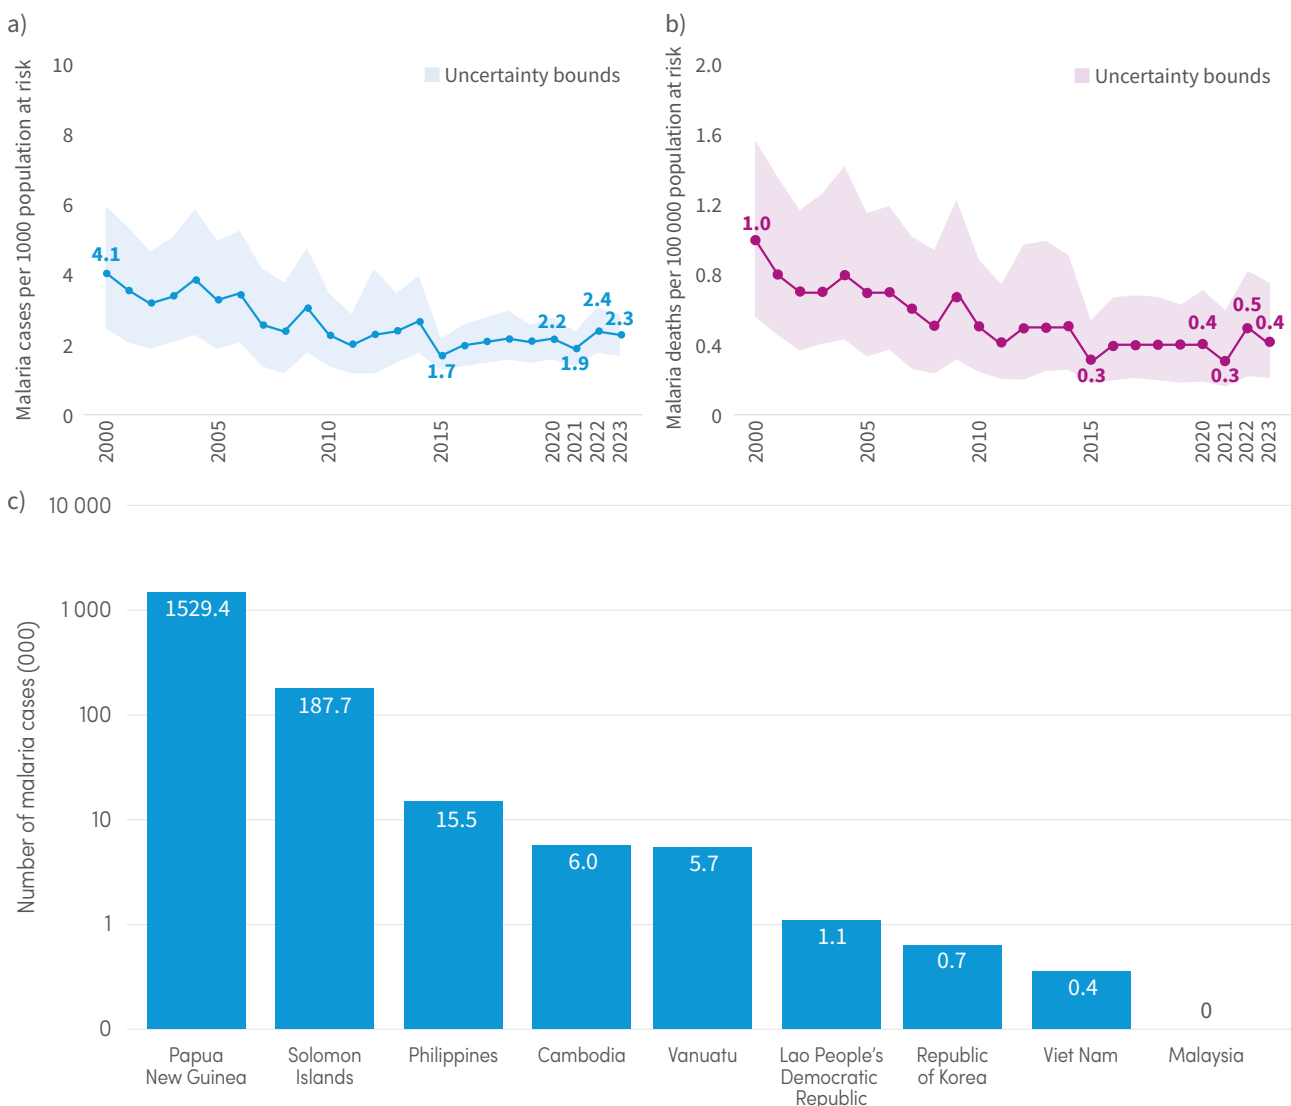 a)
Malaria cases per 1000 population at risk
10
8
6
4
2
0
Uncertainty bounds
4.1
1.7
2.2
1.9
2.4
2.3
2000
2005
2010
2015
2020
2021
2022
2023
b)
Malaria deaths per 100 000 population at risk
2.0
1.6
1.2
0.8
0.4
0
Uncertainty bounds
1.0
0.3
0.4
0.3
0.5
0.4
2000
2005
2010
2015
2020
2021
2022
2023
c)
Number of malaria cases (000)
10 000
1 000
100
10
1
0
1529.4
187.7
15.5
6.0
5.7
1.1
0.7
0.4
0
Papua
New Guinea
Solomon
Islands
Philippines
Cambodia
Vanuatu
Lao People's
Democratic
Republic
Republic
of Korea
Viet Nam
Malaysia